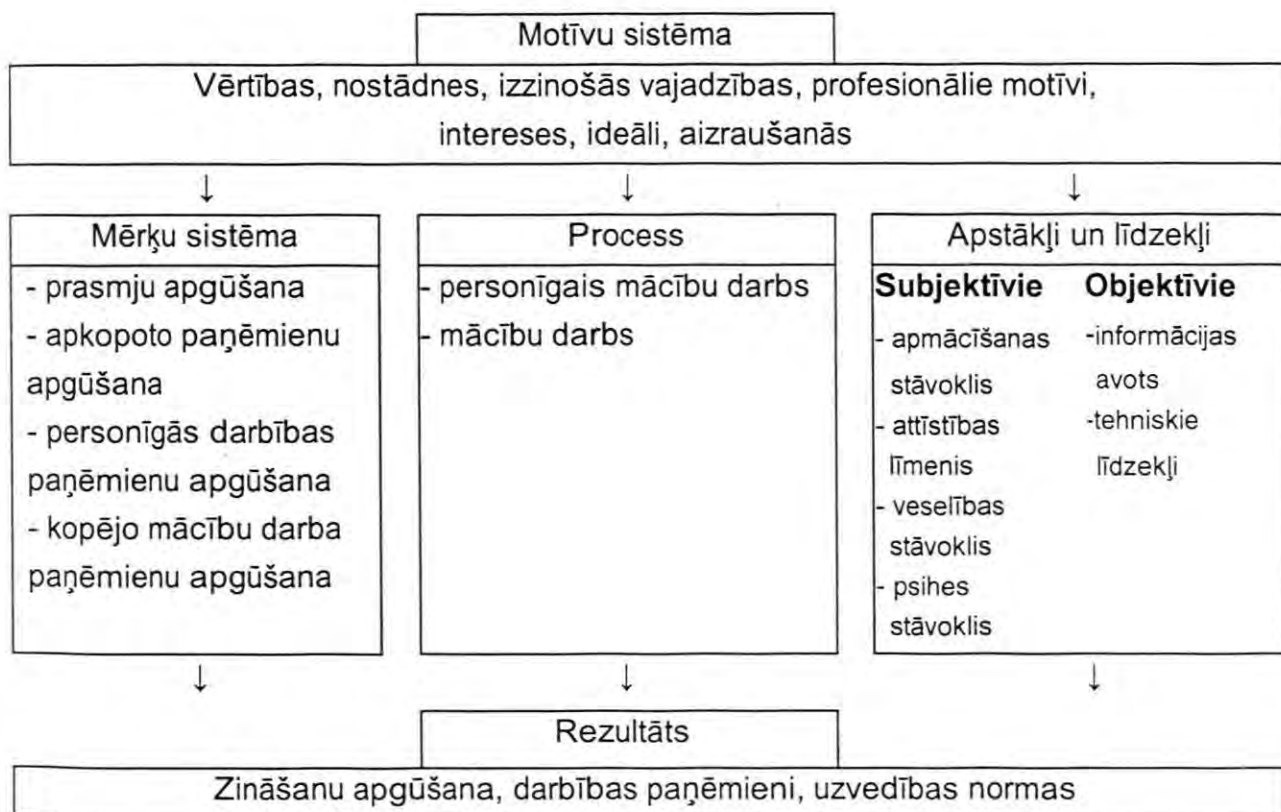 Motīvu sistēma
Vērtības, nostādnes, izzinošās vajadzības, profesionālie motīvi,
intereses, ideāli, aizraušanās
↓ ↓ ↓
Mērķu sistēma
- prasmju apgūšana
- apkopoto paņēmienu
apgūšana
- personīgās darbības
paņēmienu apgūšana
- kopējo mācību darba
paņēmienu apgūšana
Process
- personīgais mācību darbs
- mācību darbs
Apstākļi un līdzekļi
Subjektīvie
- apmācīšanas
stāvoklis
- attīstības
līmenis
- veselības
stāvoklis
- psihes
stāvoklis
Objektīvie
-informācijas
avots
-tehniskie
līdzekļi
↓ ↓ ↓
Rezultāts
Zināšanu apgūšana, darbības paņēmieni, uzvedības normas